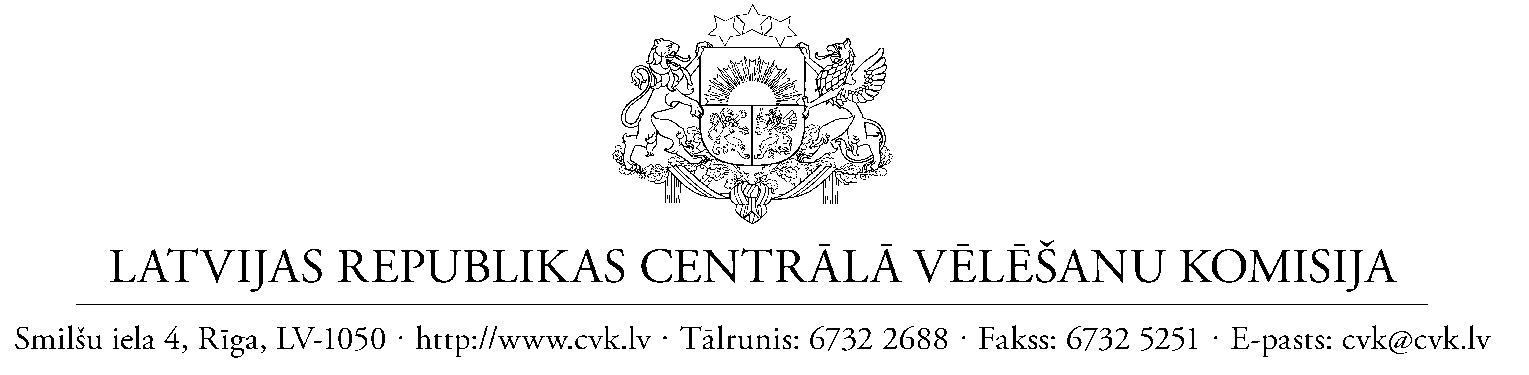 LATVIJAS REPUBLIKAS CENTRĀLĀ VĒLĒŠANU KOMISIJA
Smilšu iela 4, Rīga, LV-1050 · http://www.cvk.lv · Tālrunis: 6732 2688 · Fakss: 6732 5251 · E-pasts: cvk@cvk.lv